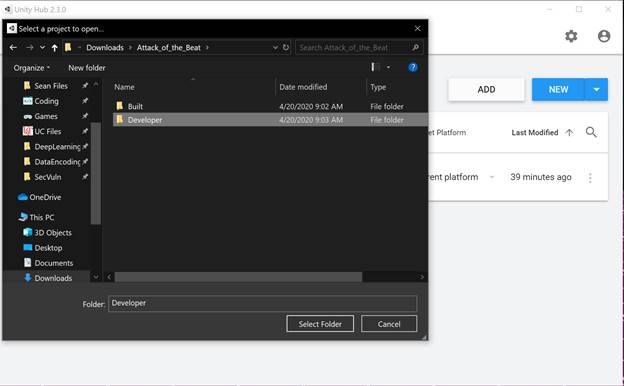 Unity Hub 2.3.0
Select a project to open...
Downloads > Attack_of_the_Beat >
Search Attack_of_the_Beat
Organize
New folder
Sean Files
Coding
Games
UC Files
DeepLearning
DataEncoding
SecVuln
OneDrive
This PC
3D Objects
Desktop
Documents
Downloads
Name Date modified Type
Built 4/20/2020 9:02 AM File folder
Developer 4/20/2020 9:03 AM File folder
ADD NEW
et Platform Last Modified
rent platform 39 minutes ago
Folder: Developer
Select Folder Cancel